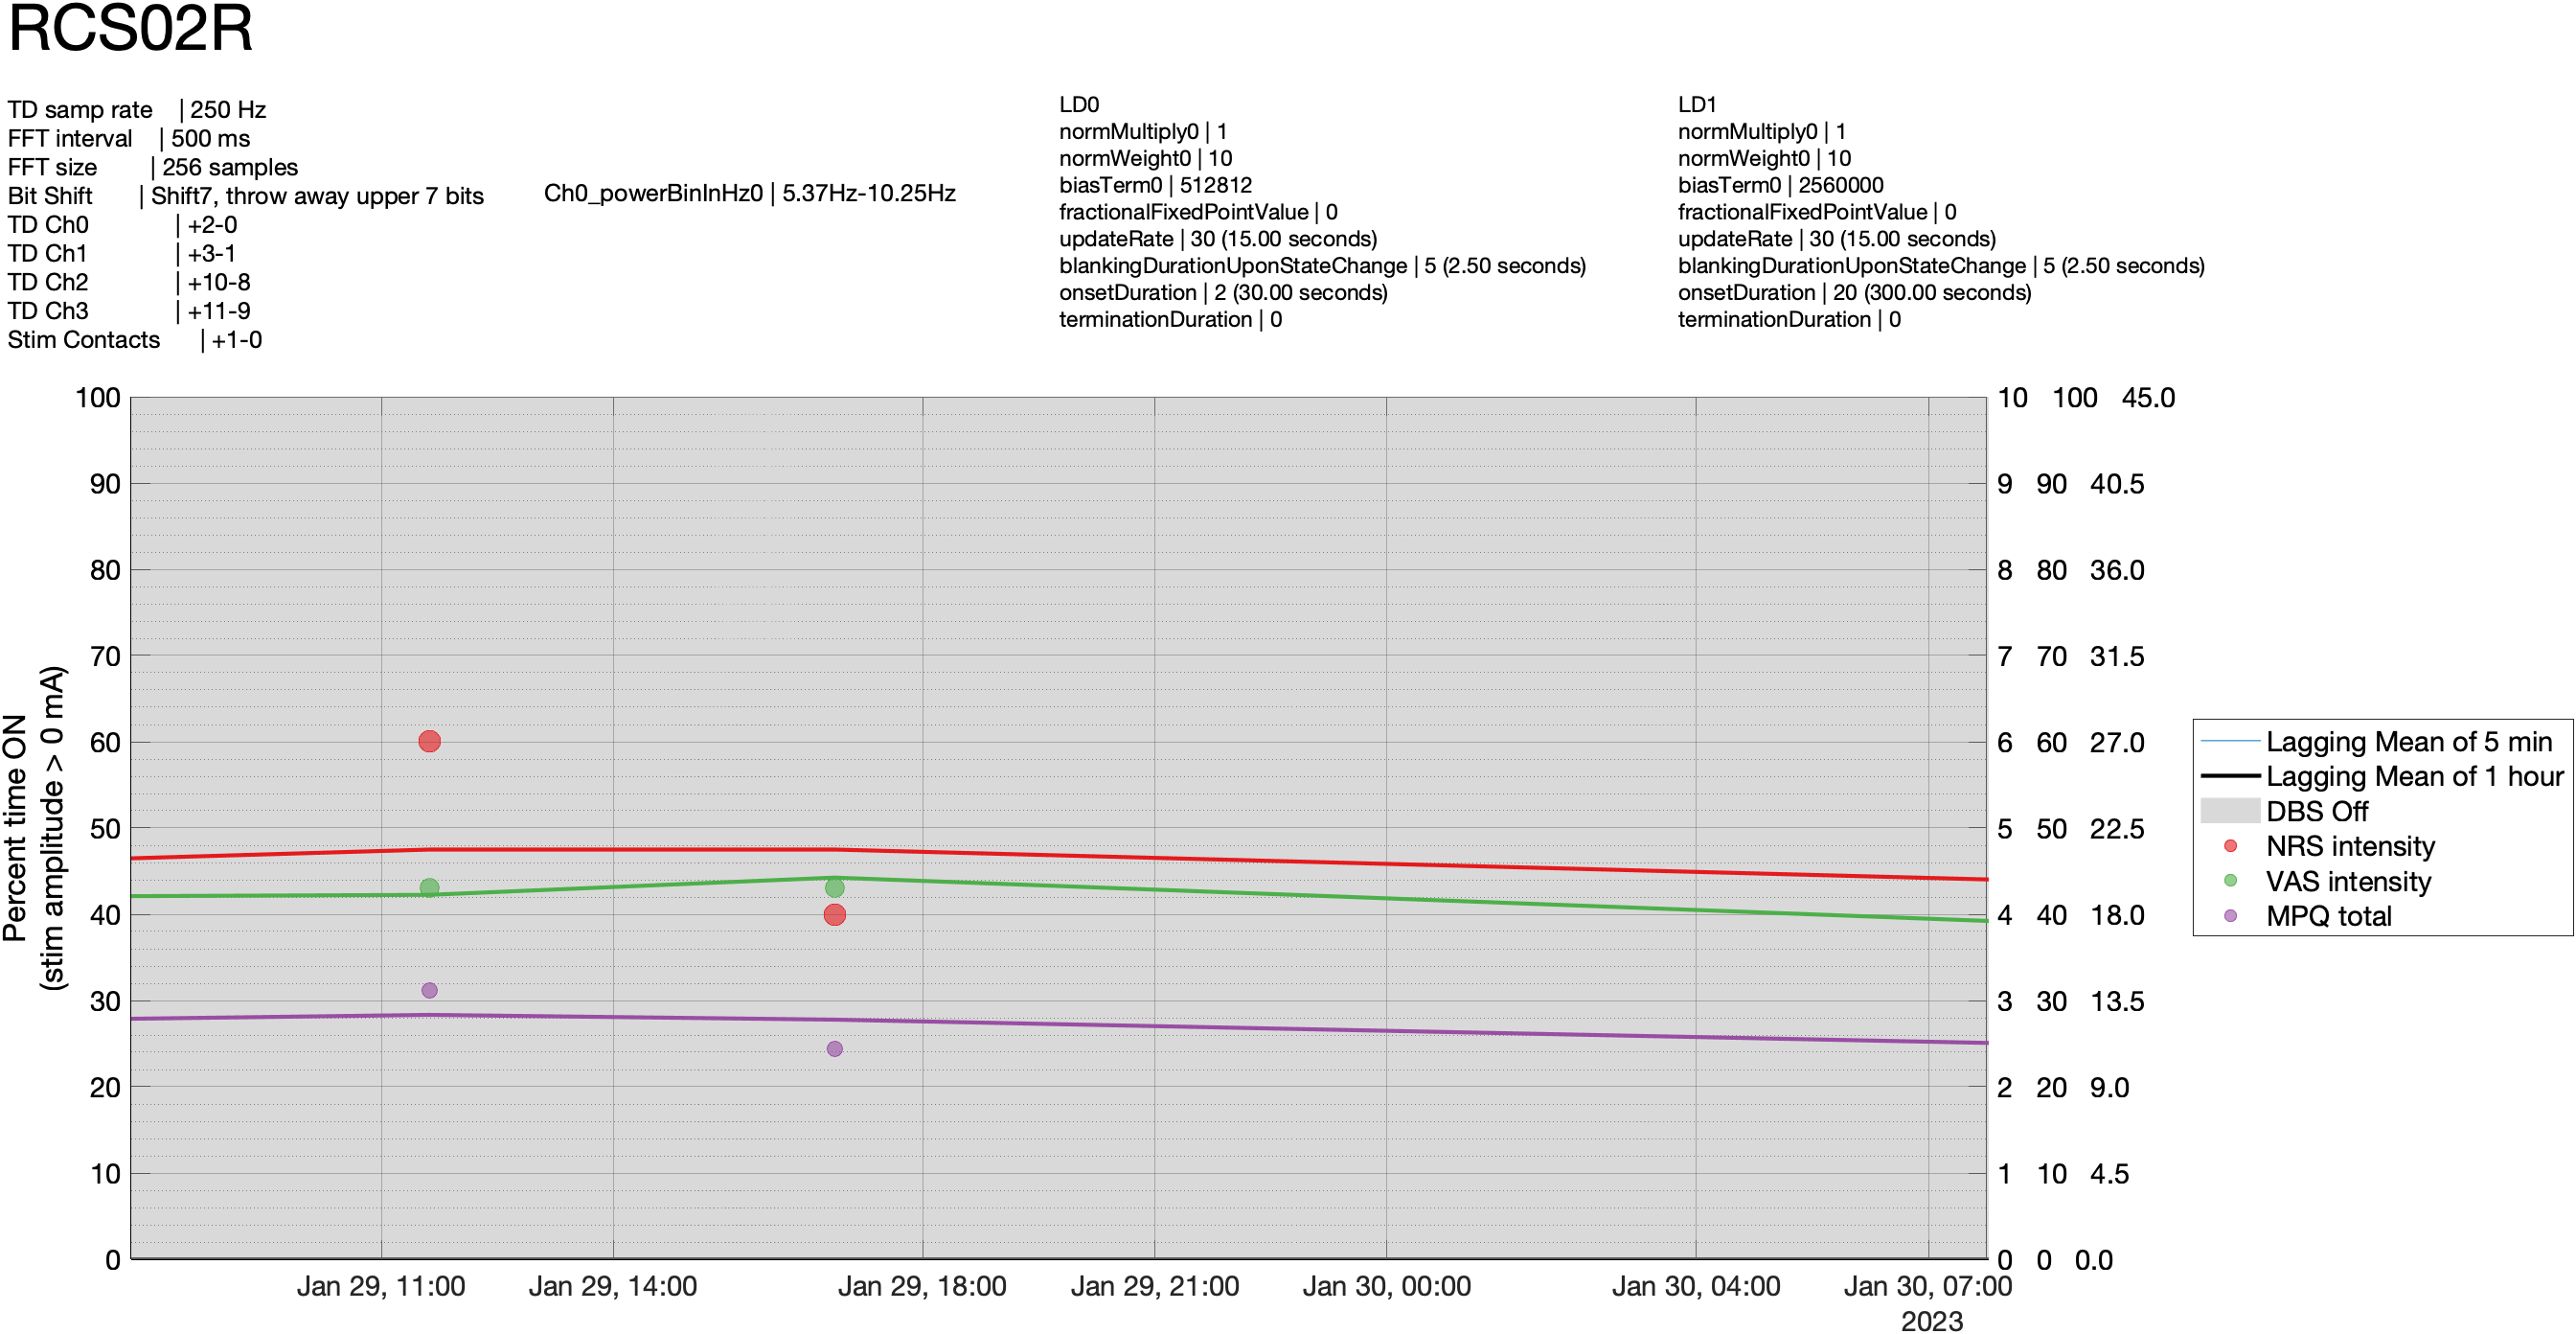 RCS02R
TD samp rate | 250 Hz
FFT interval | 500 ms
FFT size | 256 samples
Bit Shift | Shift7, throw away upper 7 bits
TD Ch0 | +2-0
TD Ch1 | +3-1
TD Ch2 | +10-8
TD Ch3 | +11-9
Stim Contacts | +1-0
Ch0_powerBinInHz0 | 5.37Hz-10.25Hz
LD0
normMultiply0 | 1
normWeight0 | 10
biasTerm0 | 512812
fractionalFixedPointValue | 0
updateRate | 30 (15.00 seconds)
blankingDurationUponStateChange | 5 (2.50 seconds)
onsetDuration | 2 (30.00 seconds)
terminationDuration | 0
LD1
normMultiply0 | 1
normWeight0 | 10
biasTerm0 | 2560000
fractionalFixedPointValue | 0
updateRate | 30 (15.00 seconds)
blankingDurationUponStateChange | 5 (2.50 seconds)
onsetDuration | 20 (300.00 seconds)
terminationDuration | 0
Percent time ON
(stim amplitude > 0 mA)
100
90
80
70
60
50
40
30
20
10
0
10 100 45.0
9 90 40.5
8 80 36.0
7 70 31.5
6 60 27.0
5 50 22.5
4 40 18.0
3 30 13.5
2 20 9.0
1 10 4.5
0 0 0.0
Jan 29, 11:00 Jan 29, 14:00 Jan 29, 18:00 Jan 29, 21:00 Jan 30, 00:00 Jan 30, 04:00 Jan 30, 07:00
2023
Lagging Mean of 5 min
Lagging Mean of 1 hour
DBS Off
NRS intensity
VAS intensity
MPQ total